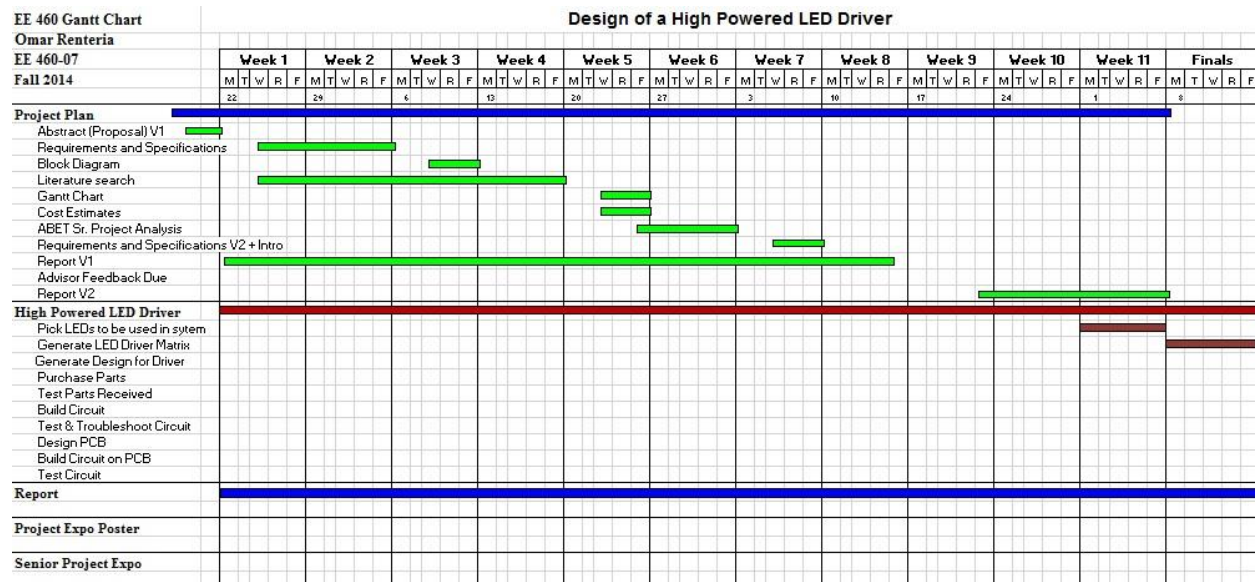 EE 460 Gantt Chart Design of a High Powered LED Driver
Omar Renteria
EE 460-07 Week 1 Week 2 Week 3 Week 4 Week 5 Week 6 Week 7 Week 8 Week 9 Week 10 Week 11 Finals
Fall 2014 M T W R F M T W R F M T W R F M T W R F M T W R F M T W R F M T W R F M T W R F M T W R F M T W R F M T W R F M T W R F
22 29 6 13 20 27 3 10 17 24 1 8
Project Plan
Abstract (Proposal) V1
Requirements and Specifications
Block Diagram
Literature search
Gantt Chart
Cost Estimates
ABET Sr. Project Analysis
Requirements and Specifications V2 + Intro
Report V1
Advisor Feedback Due
Report V2
High Powered LED Driver
Pick LEDs to be used in sytem
Generate LED Driver Matrix
Generate Design for Driver
Purchase Parts
Test Parts Received
Build Circuit
Test & Troubleshoot Circuit
Design PCB
Build Circuit on PCB
Test Circuit
Report
Project Expo Poster
Senior Project Expo